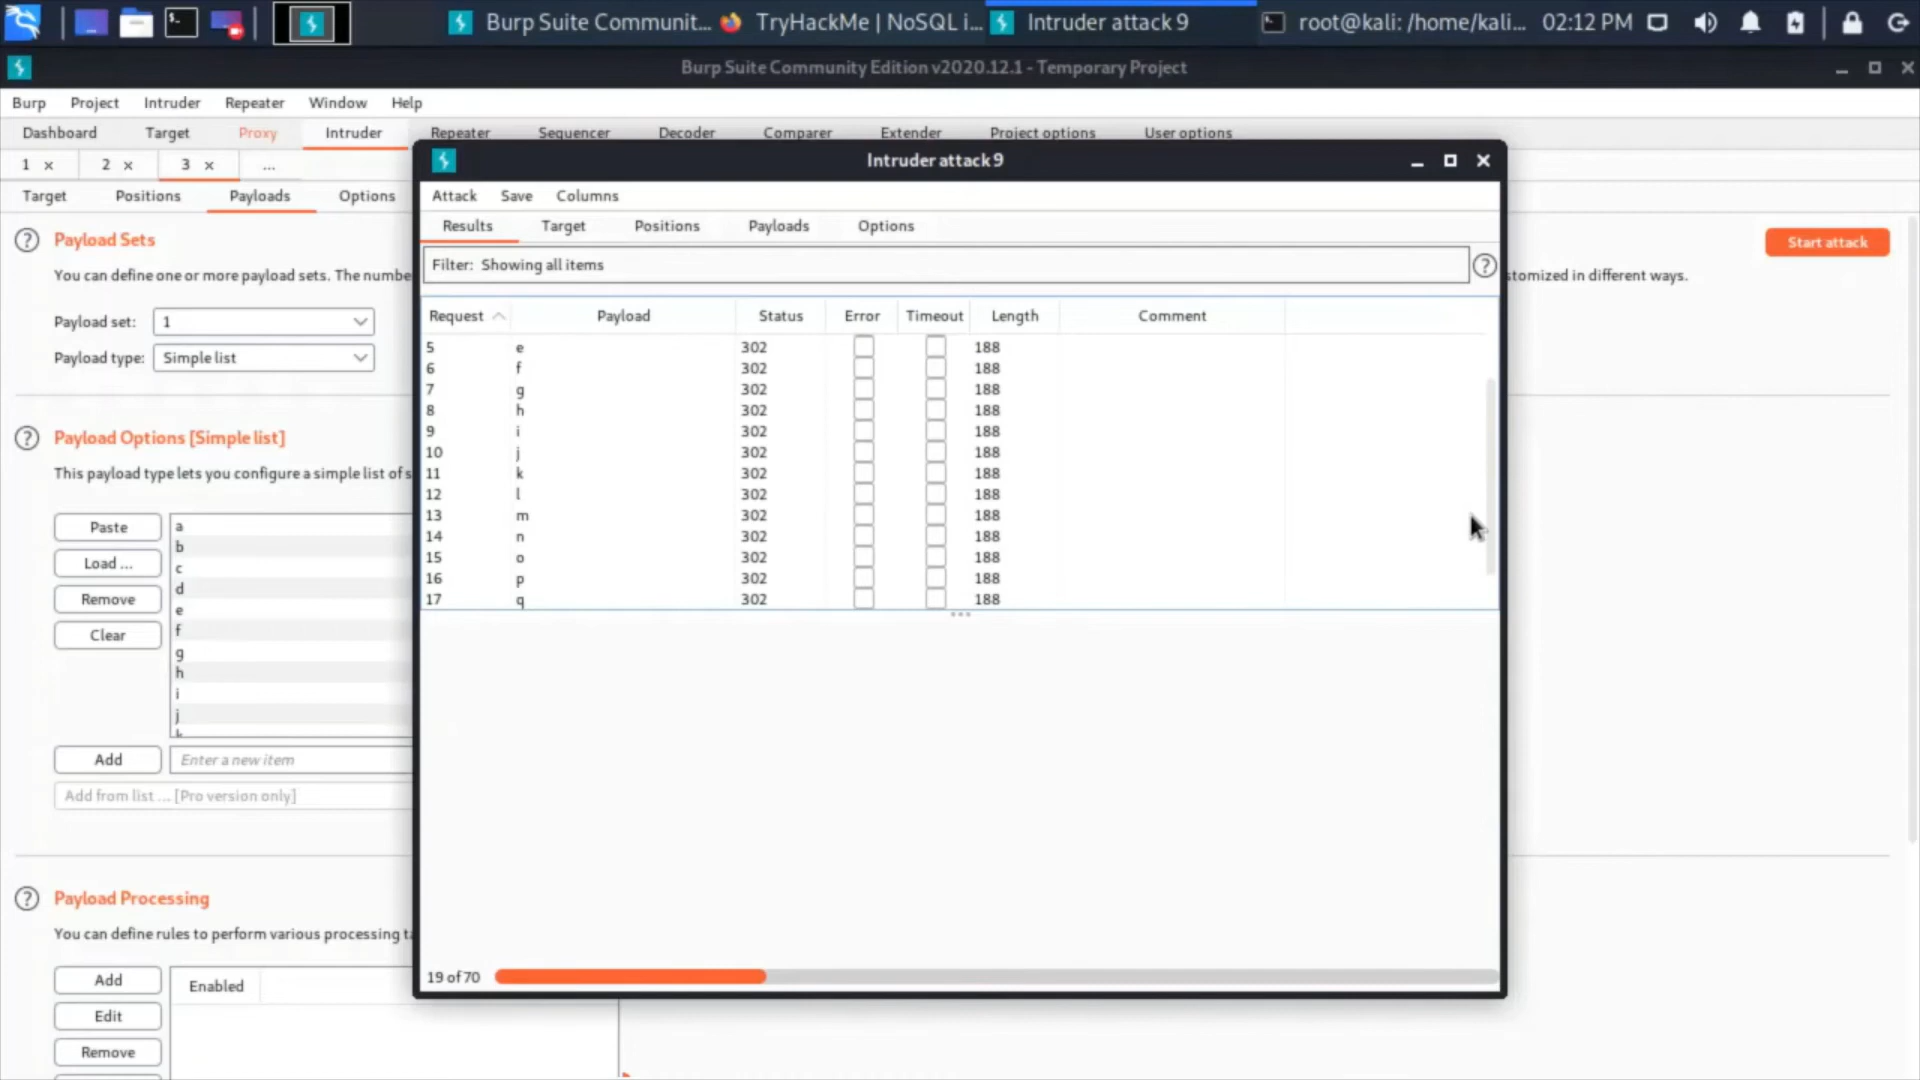 Burp Suite Communit... TryHackMe | NoSQL i... Intruder attack 9 root@kali: /home/kali... 02:12 PM
Burp Suite Community Edition v2020.12.1 - Temporary Project
Burp Project Intruder Repeater Window Help
Dashboard Target Proxy Intruder Repeater Sequencer Decoder Comparer Extender Project options User options
1 × 2 × 3 × ...
Target Positions Payloads Options
Payload Sets
Start attack
You can define one or more payload sets. The numbe
stomized in different ways.
Payload set: 1
Payload type: Simple list
Payload Options [Simple list]
This payload type lets you configure a simple list of s
Paste
Load ...
Remove
Clear
a
b
c
d
e
f
g
h
i
j
k
Add Enter a new item
Add from list ... [Pro version only]
Payload Processing
You can define rules to perform various processing ta
Add
Edit
Remove
Enabled
Intruder attack 9
Attack Save Columns
Results Target Positions Payloads Options
Filter: Showing all items
?
Request Payload Status Error Timeout Length Comment
5 e 302 188
6 f 302 188
7 g 302 188
8 h 302 188
9 i 302 188
10 j 302 188
11 k 302 188
12 l 302 188
13 m 302 188
14 n 302 188
15 o 302 188
16 p 302 188
17 q 302 188
19 of 70